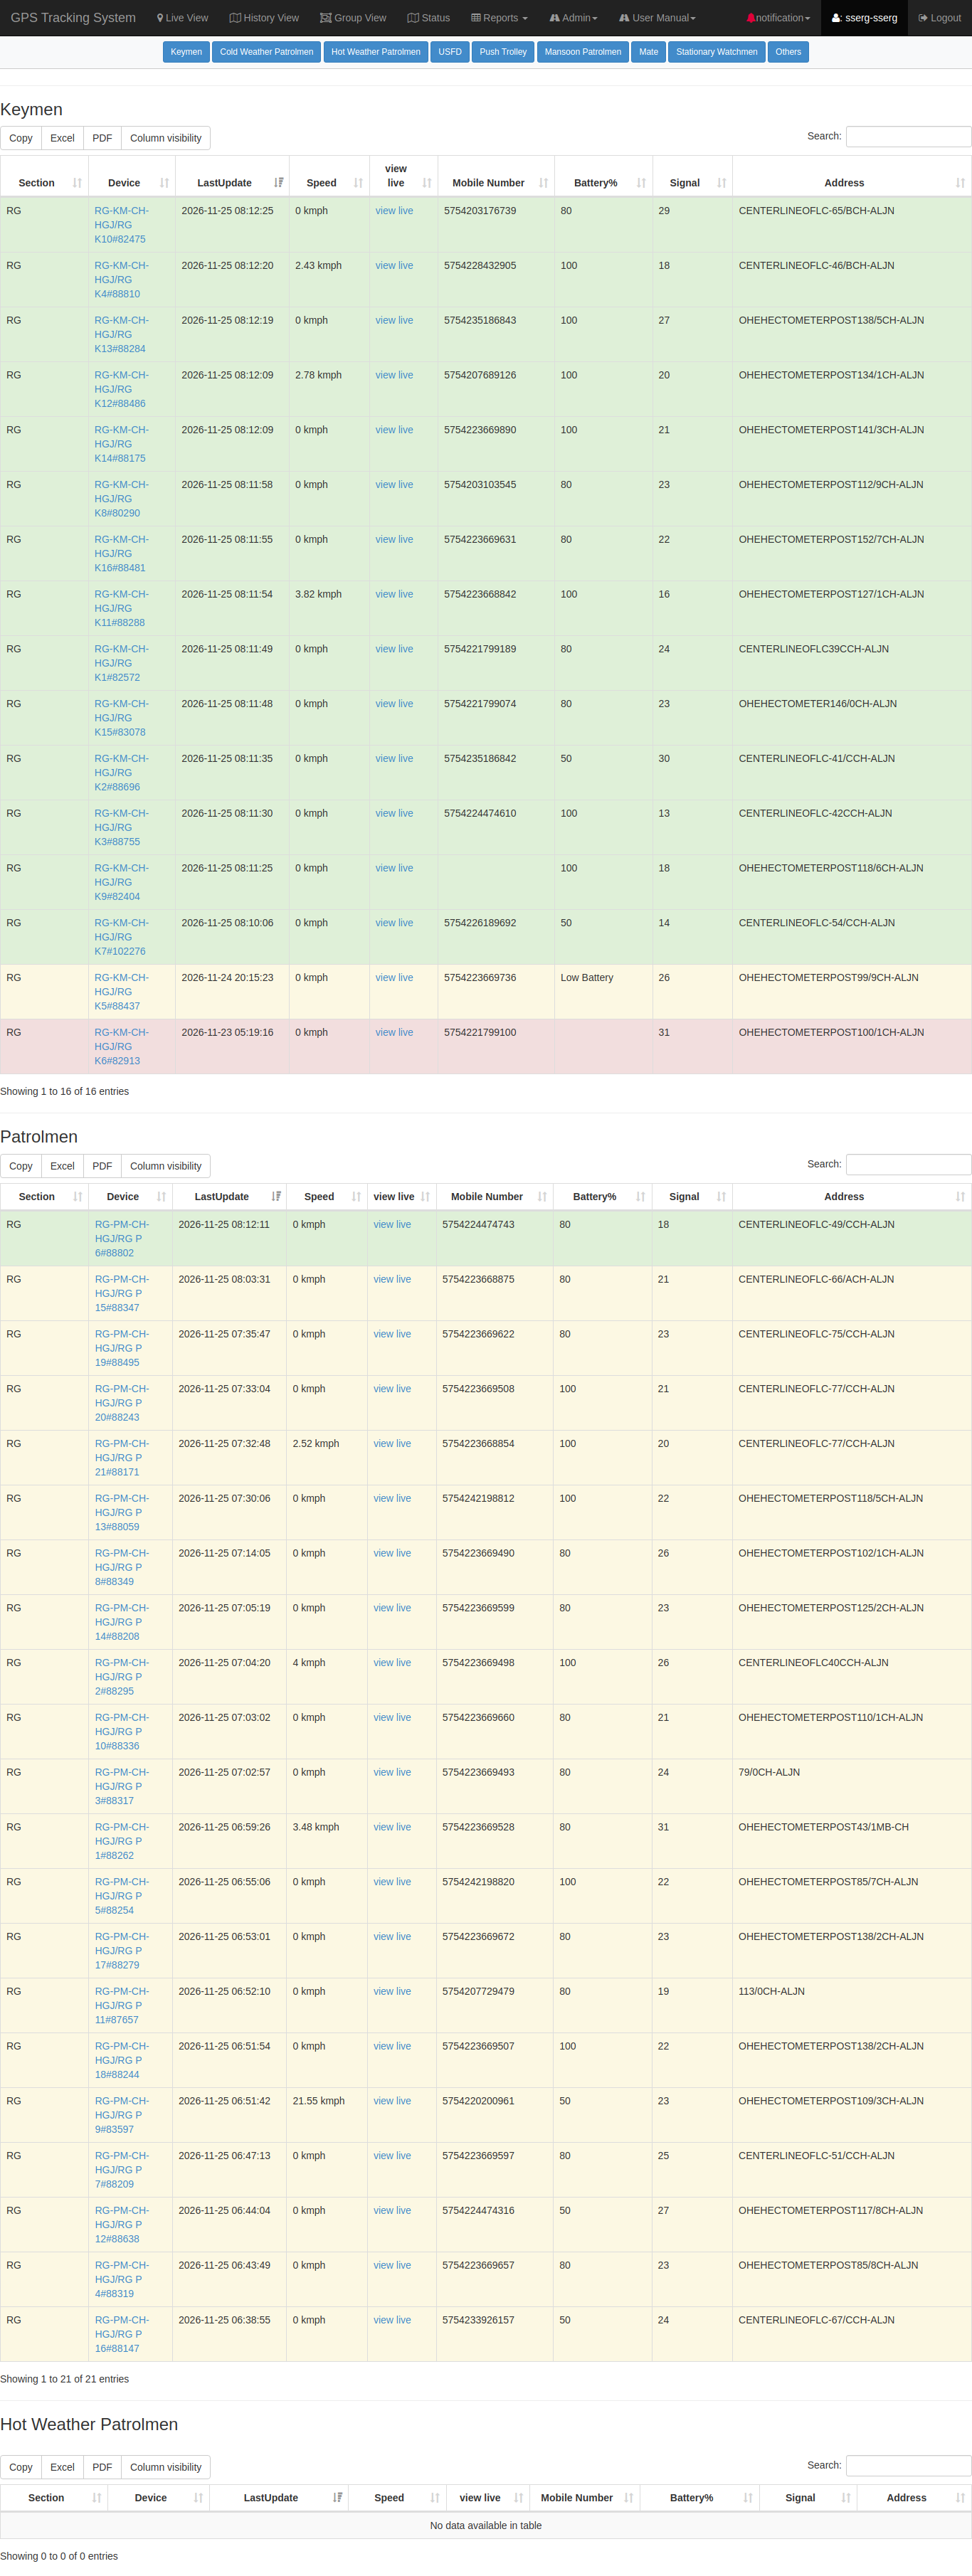 GPS Tracking System Live View History View Group View Status Reports Admin User Manual notification : sserg-sserg Logout
Keymen Cold Weather Patrolmen Hot Weather Patrolmen USFD Push Trolley Mansoon Patrolmen Mate Stationary Watchmen Others
Keymen
Copy Excel PDF Column visibility Search:
view
Section Device LastUpdate Speed live Mobile Number Battery% Signal Address
RG RG-KM-CH- 2026-11-25 08:12:25 0 kmph view live 5754203176739 80 29 CENTERLINEOFLC-65/BCH-ALJN
HGJ/RG
K10#82475
RG RG-KM-CH- 2026-11-25 08:12:20 2.43 kmph view live 5754228432905 100 18 CENTERLINEOFLC-46/BCH-ALJN
HGJ/RG
K4#88810
RG RG-KM-CH- 2026-11-25 08:12:19 0 kmph view live 5754235186843 100 27 OHEHECTOMETERPOST138/5CH-ALJN
HGJ/RG
K13#88284
RG RG-KM-CH- 2026-11-25 08:12:09 2.78 kmph view live 5754207689126 100 20 OHEHECTOMETERPOST134/1CH-ALJN
HGJ/RG
K12#88486
RG RG-KM-CH- 2026-11-25 08:12:09 0 kmph view live 5754223669890 100 21 OHEHECTOMETERPOST141/3CH-ALJN
HGJ/RG
K14#88175
RG RG-KM-CH- 2026-11-25 08:11:58 0 kmph view live 5754203103545 80 23 OHEHECTOMETERPOST112/9CH-ALJN
HGJ/RG
K8#80290
RG RG-KM-CH- 2026-11-25 08:11:55 0 kmph view live 5754223669631 80 22 OHEHECTOMETERPOST152/7CH-ALJN
HGJ/RG
K16#88481
RG RG-KM-CH- 2026-11-25 08:11:54 3.82 kmph view live 5754223668842 100 16 OHEHECTOMETERPOST127/1CH-ALJN
HGJ/RG
K11#88288
RG RG-KM-CH- 2026-11-25 08:11:49 0 kmph view live 5754221799189 80 24 CENTERLINEOFLC39CCH-ALJN
HGJ/RG
K1#82572
RG RG-KM-CH- 2026-11-25 08:11:48 0 kmph view live 5754221799074 80 23 OHEHECTOMETER146/0CH-ALJN
HGJ/RG
K15#83078
RG RG-KM-CH- 2026-11-25 08:11:35 0 kmph view live 5754235186842 50 30 CENTERLINEOFLC-41/CCH-ALJN
HGJ/RG
K2#88696
RG RG-KM-CH- 2026-11-25 08:11:30 0 kmph view live 5754224474610 100 13 CENTERLINEOFLC-42CCH-ALJN
HGJ/RG
K3#88755
RG RG-KM-CH- 2026-11-25 08:11:25 0 kmph view live 100 18 OHEHECTOMETERPOST118/6CH-ALJN
HGJ/RG
K9#82404
RG RG-KM-CH- 2026-11-25 08:10:06 0 kmph view live 5754226189692 50 14 CENTERLINEOFLC-54/CCH-ALJN
HGJ/RG
K7#102276
RG RG-KM-CH- 2026-11-24 20:15:23 0 kmph view live 5754223669736 Low Battery 26 OHEHECTOMETERPOST99/9CH-ALJN
HGJ/RG
K5#88437
RG RG-KM-CH- 2026-11-23 05:19:16 0 kmph view live 5754221799100 31 OHEHECTOMETERPOST100/1CH-ALJN
HGJ/RG
K6#82913
Showing 1 to 16 of 16 entries
Patrolmen
Copy Excel PDF Column visibility Search:
Section Device LastUpdate Speed view live Mobile Number Battery% Signal Address
RG RG-PM-CH- 2026-11-25 08:12:11 0 kmph view live 5754224474743 80 18 CENTERLINEOFLC-49/CCH-ALJN
HGJ/RG P
6#88802
RG RG-PM-CH- 2026-11-25 08:03:31 0 kmph view live 5754223668875 80 21 CENTERLINEOFLC-66/ACH-ALJN
HGJ/RG P
15#88347
RG RG-PM-CH- 2026-11-25 07:35:47 0 kmph view live 5754223669622 80 23 CENTERLINEOFLC-75/CCH-ALJN
HGJ/RG P
19#88495
RG RG-PM-CH- 2026-11-25 07:33:04 0 kmph view live 5754223669508 100 21 CENTERLINEOFLC-77/CCH-ALJN
HGJ/RG P
20#88243
RG RG-PM-CH- 2026-11-25 07:32:48 2.52 kmph view live 5754223668854 100 20 CENTERLINEOFLC-77/CCH-ALJN
HGJ/RG P
21#88171
RG RG-PM-CH- 2026-11-25 07:30:06 0 kmph view live 5754242198812 100 22 OHEHECTOMETERPOST118/5CH-ALJN
HGJ/RG P
13#88059
RG RG-PM-CH- 2026-11-25 07:14:05 0 kmph view live 5754223669490 80 26 OHEHECTOMETERPOST102/1CH-ALJN
HGJ/RG P
8#88349
RG RG-PM-CH- 2026-11-25 07:05:19 0 kmph view live 5754223669599 80 23 OHEHECTOMETERPOST125/2CH-ALJN
HGJ/RG P
14#88208
RG RG-PM-CH- 2026-11-25 07:04:20 4 kmph view live 5754223669498 100 26 CENTERLINEOFLC40CCH-ALJN
HGJ/RG P
2#88295
RG RG-PM-CH- 2026-11-25 07:03:02 0 kmph view live 5754223669660 80 21 OHEHECTOMETERPOST110/1CH-ALJN
HGJ/RG P
10#88336
RG RG-PM-CH- 2026-11-25 07:02:57 0 kmph view live 5754223669493 80 24 79/0CH-ALJN
HGJ/RG P
3#88317
RG RG-PM-CH- 2026-11-25 06:59:26 3.48 kmph view live 5754223669528 80 31 OHEHECTOMETERPOST43/1MB-CH
HGJ/RG P
1#88262
RG RG-PM-CH- 2026-11-25 06:55:06 0 kmph view live 5754242198820 100 22 OHEHECTOMETERPOST85/7CH-ALJN
HGJ/RG P
5#88254
RG RG-PM-CH- 2026-11-25 06:53:01 0 kmph view live 5754223669672 80 23 OHEHECTOMETERPOST138/2CH-ALJN
HGJ/RG P
17#88279
RG RG-PM-CH- 2026-11-25 06:52:10 0 kmph view live 5754207729479 80 19 113/0CH-ALJN
HGJ/RG P
11#87657
RG RG-PM-CH- 2026-11-25 06:51:54 0 kmph view live 5754223669507 100 22 OHEHECTOMETERPOST138/2CH-ALJN
HGJ/RG P
18#88244
RG RG-PM-CH- 2026-11-25 06:51:42 21.55 kmph view live 5754220200961 50 23 OHEHECTOMETERPOST109/3CH-ALJN
HGJ/RG P
9#83597
RG RG-PM-CH- 2026-11-25 06:47:13 0 kmph view live 5754223669597 80 25 CENTERLINEOFLC-51/CCH-ALJN
HGJ/RG P
7#88209
RG RG-PM-CH- 2026-11-25 06:44:04 0 kmph view live 5754224474316 50 27 OHEHECTOMETERPOST117/8CH-ALJN
HGJ/RG P
12#88638
RG RG-PM-CH- 2026-11-25 06:43:49 0 kmph view live 5754223669657 80 23 OHEHECTOMETERPOST85/8CH-ALJN
HGJ/RG P
4#88319
RG RG-PM-CH- 2026-11-25 06:38:55 0 kmph view live 5754233926157 50 24 CENTERLINEOFLC-67/CCH-ALJN
HGJ/RG P
16#88147
Showing 1 to 21 of 21 entries
Hot Weather Patrolmen
Copy Excel PDF Column visibility Search:
Section Device LastUpdate Speed view live Mobile Number Battery% Signal Address
No data available in table
Showing 0 to 0 of 0 entries